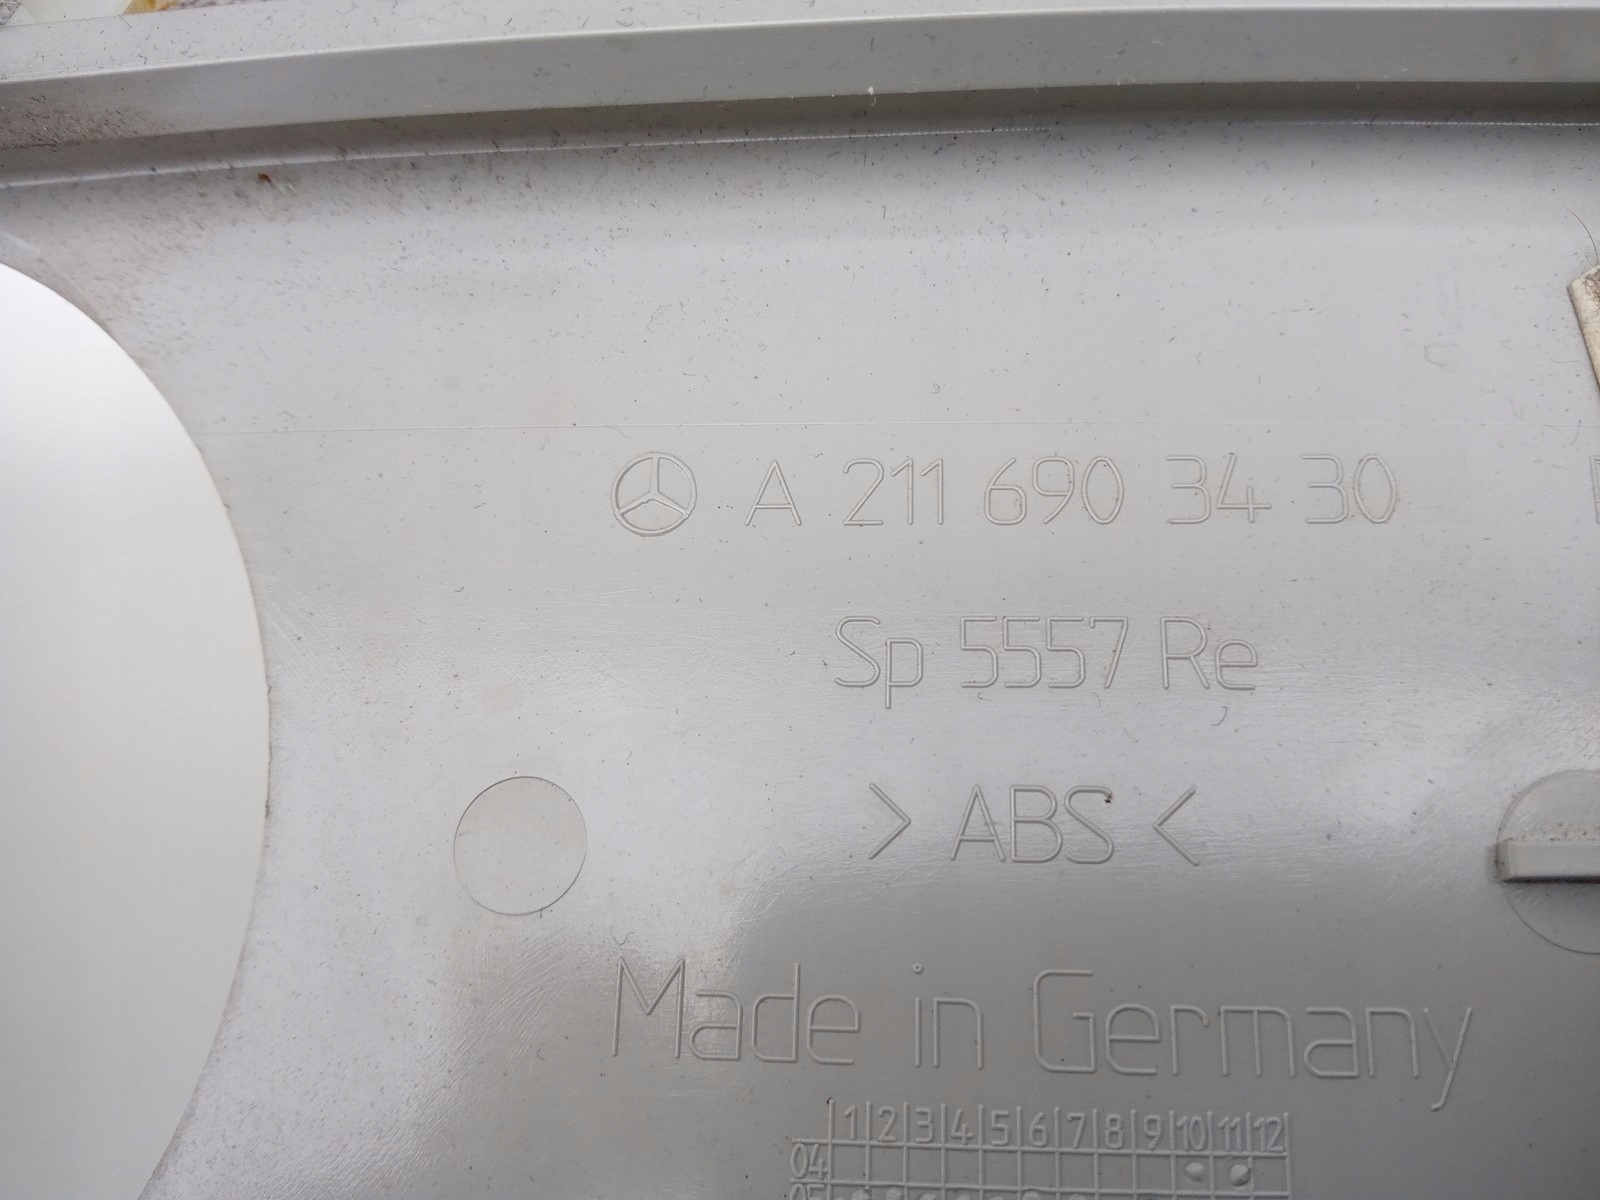 A 211 690 34 30
Sp 5557 Re
> ABS <
Made in Germany
1 2 3 4 5 6 7 8 9 10 11 12
04
05